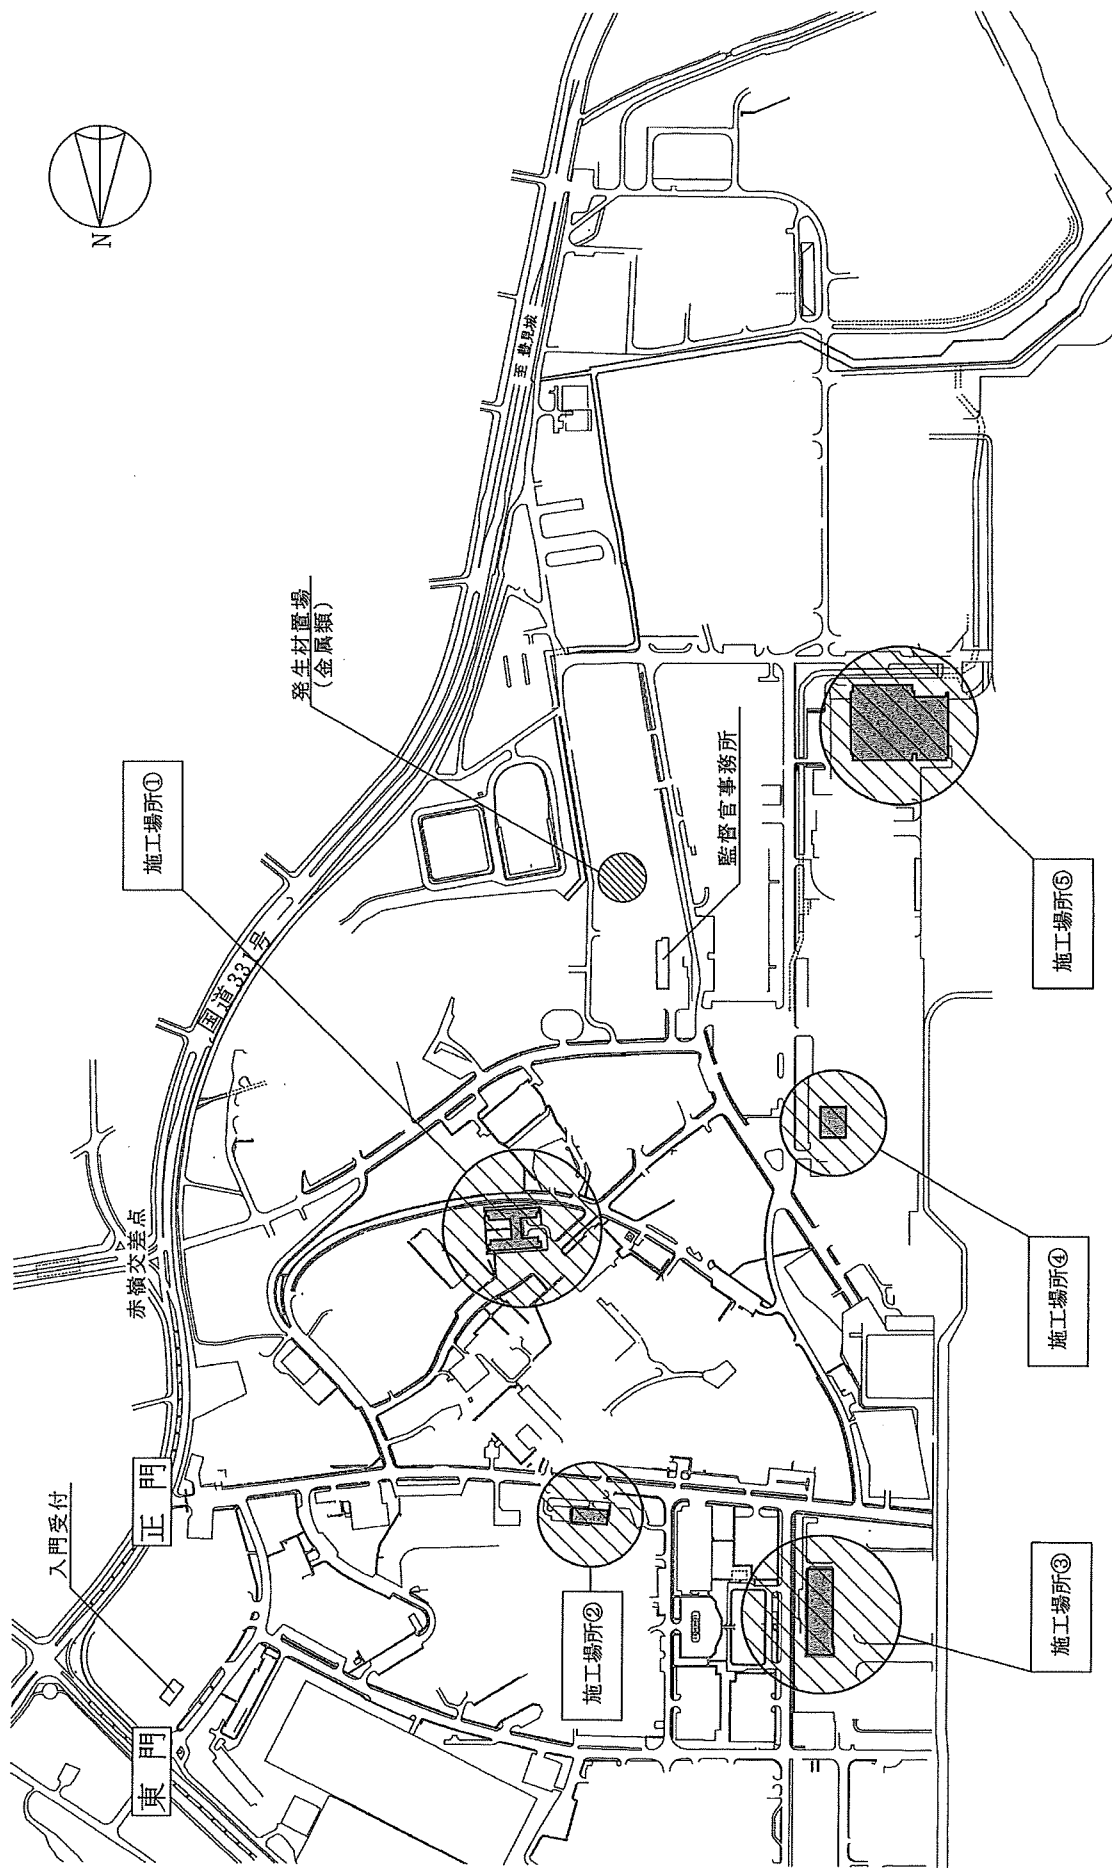 N
入門受付
東門
正門
赤嶺交差点
国道331号
至 豊見城
施工場所①
発生材置場
(金属類)
監督官事務所
施工場所②
施工場所③
施工場所④
施工場所⑤